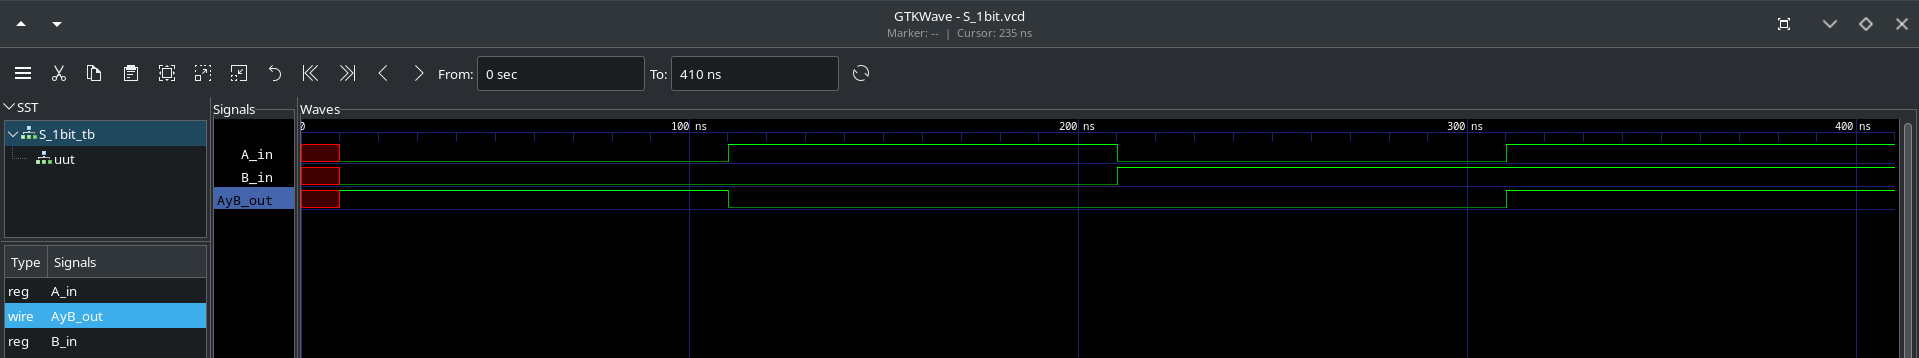 GTKWave - S_1bit.vcd
Marker: -- | Cursor: 235 ns
From: 0 sec To: 410 ns
SST
S_1bit_tb
uut
Type Signals
reg A_in
wire AyB_out
reg B_in
Signals
A_in
B_in
AyB_out
Waves
0 100 ns 200 ns 300 ns 400 ns